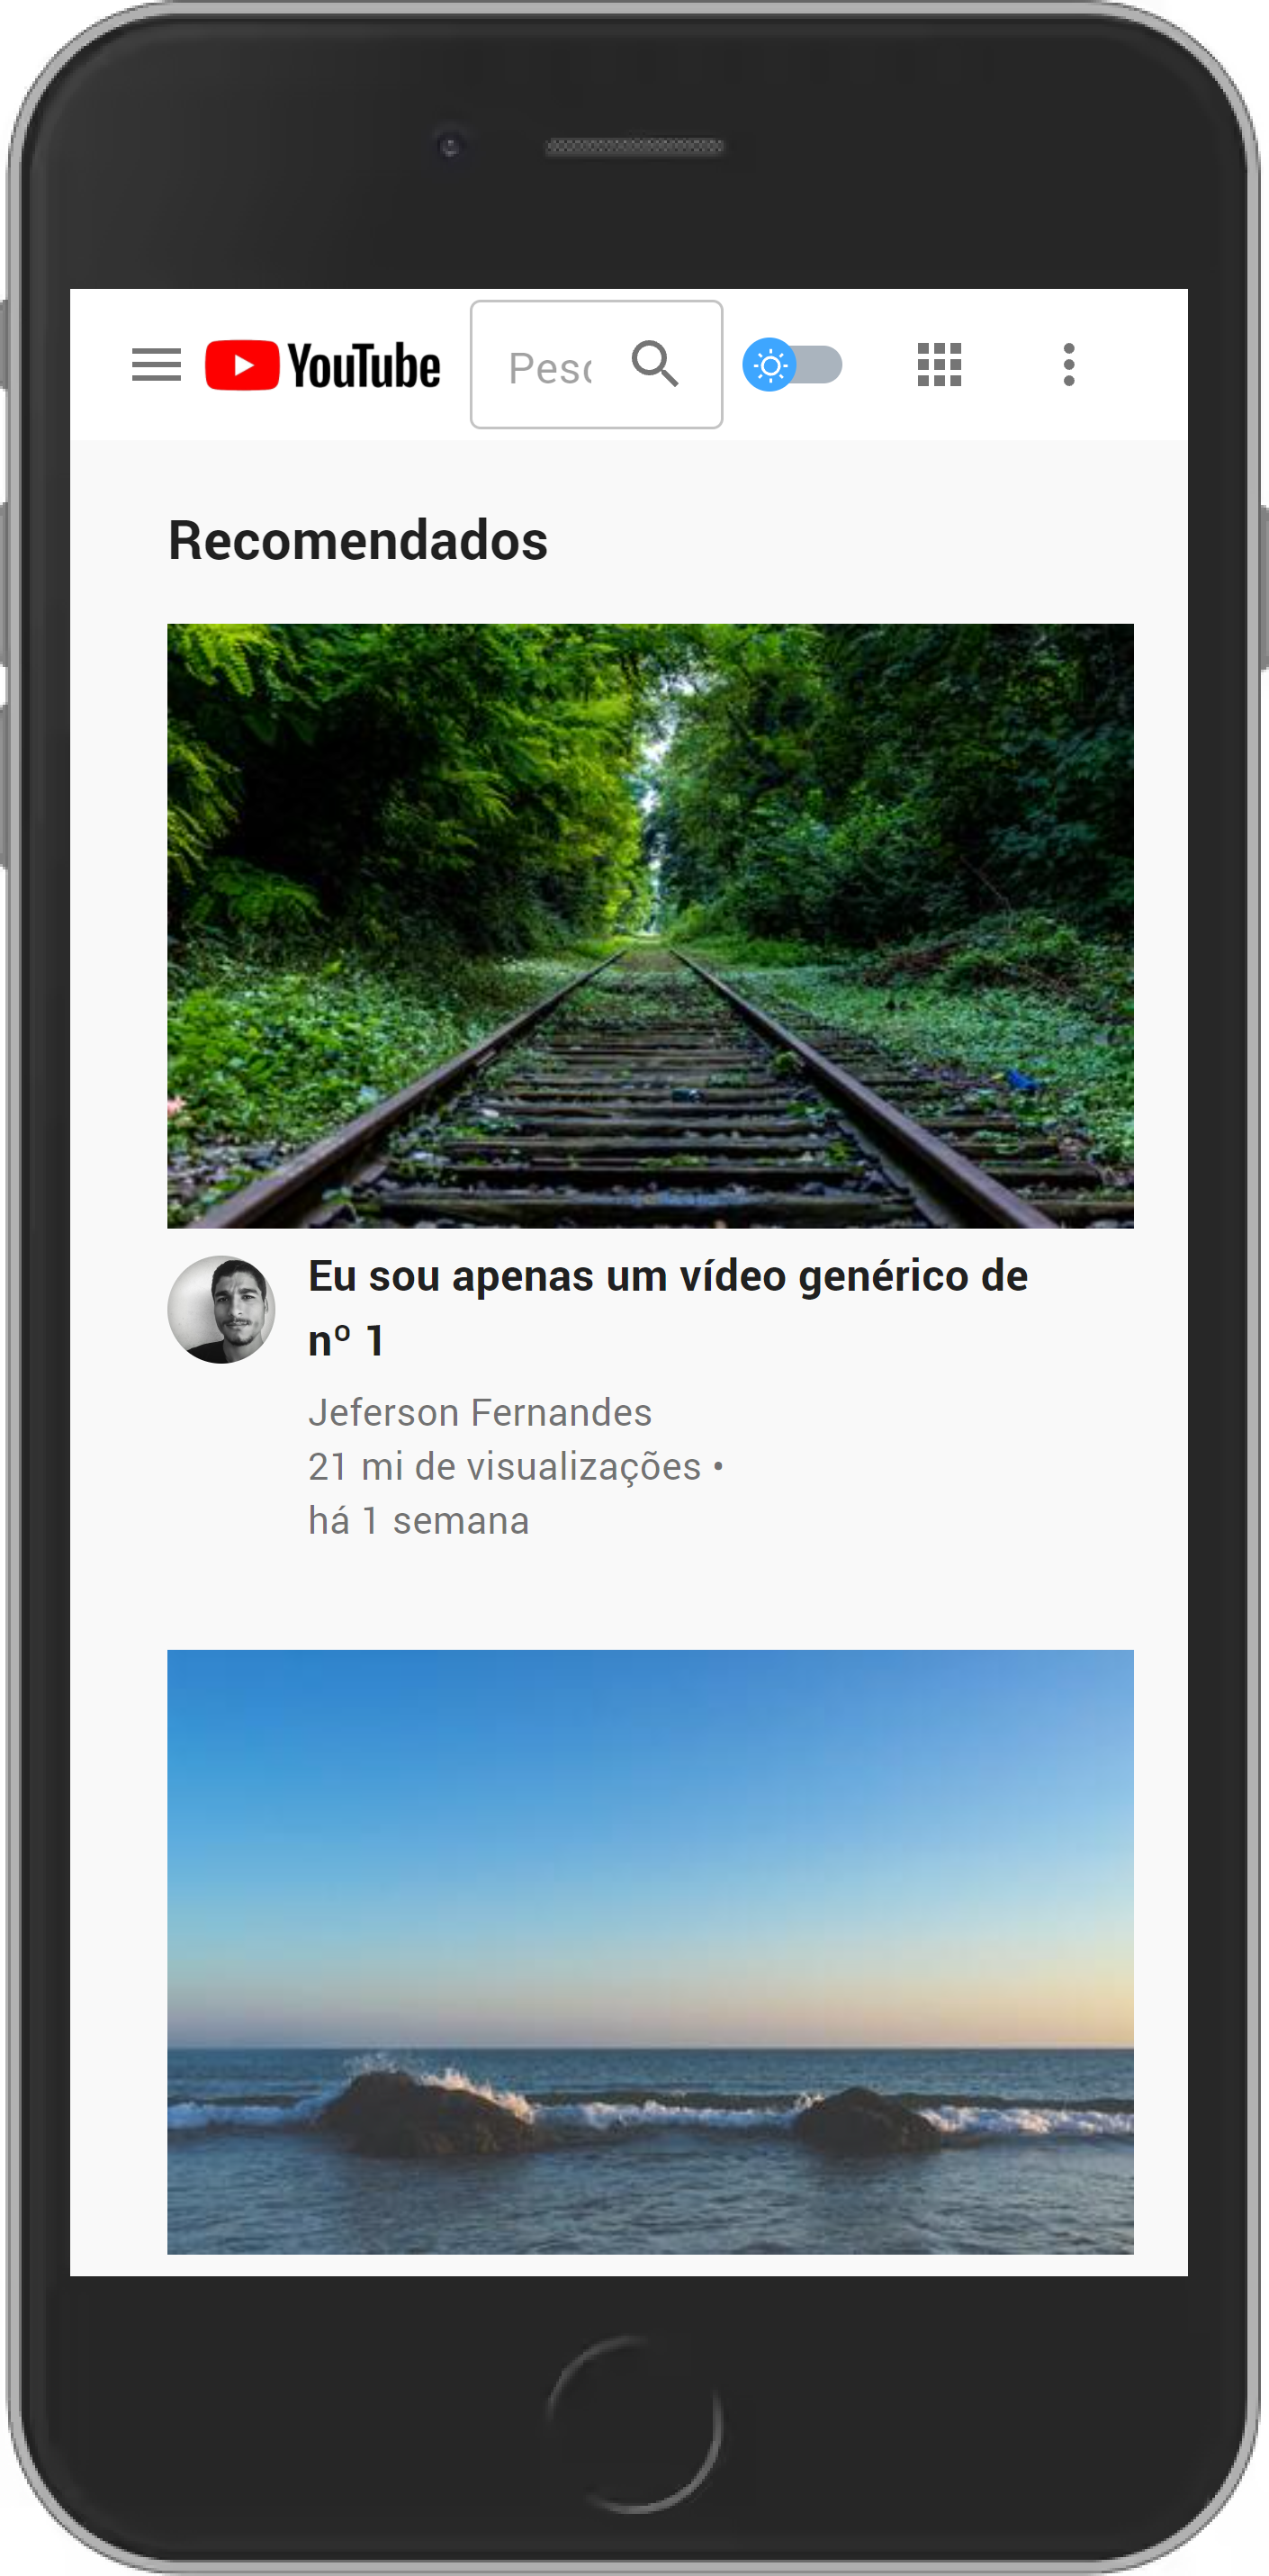 YouTube
Pesq
Recomendados
Eu sou apenas um vídeo genérico de
nº 1
Jeferson Fernandes
21 mi de visualizações •
há 1 semana